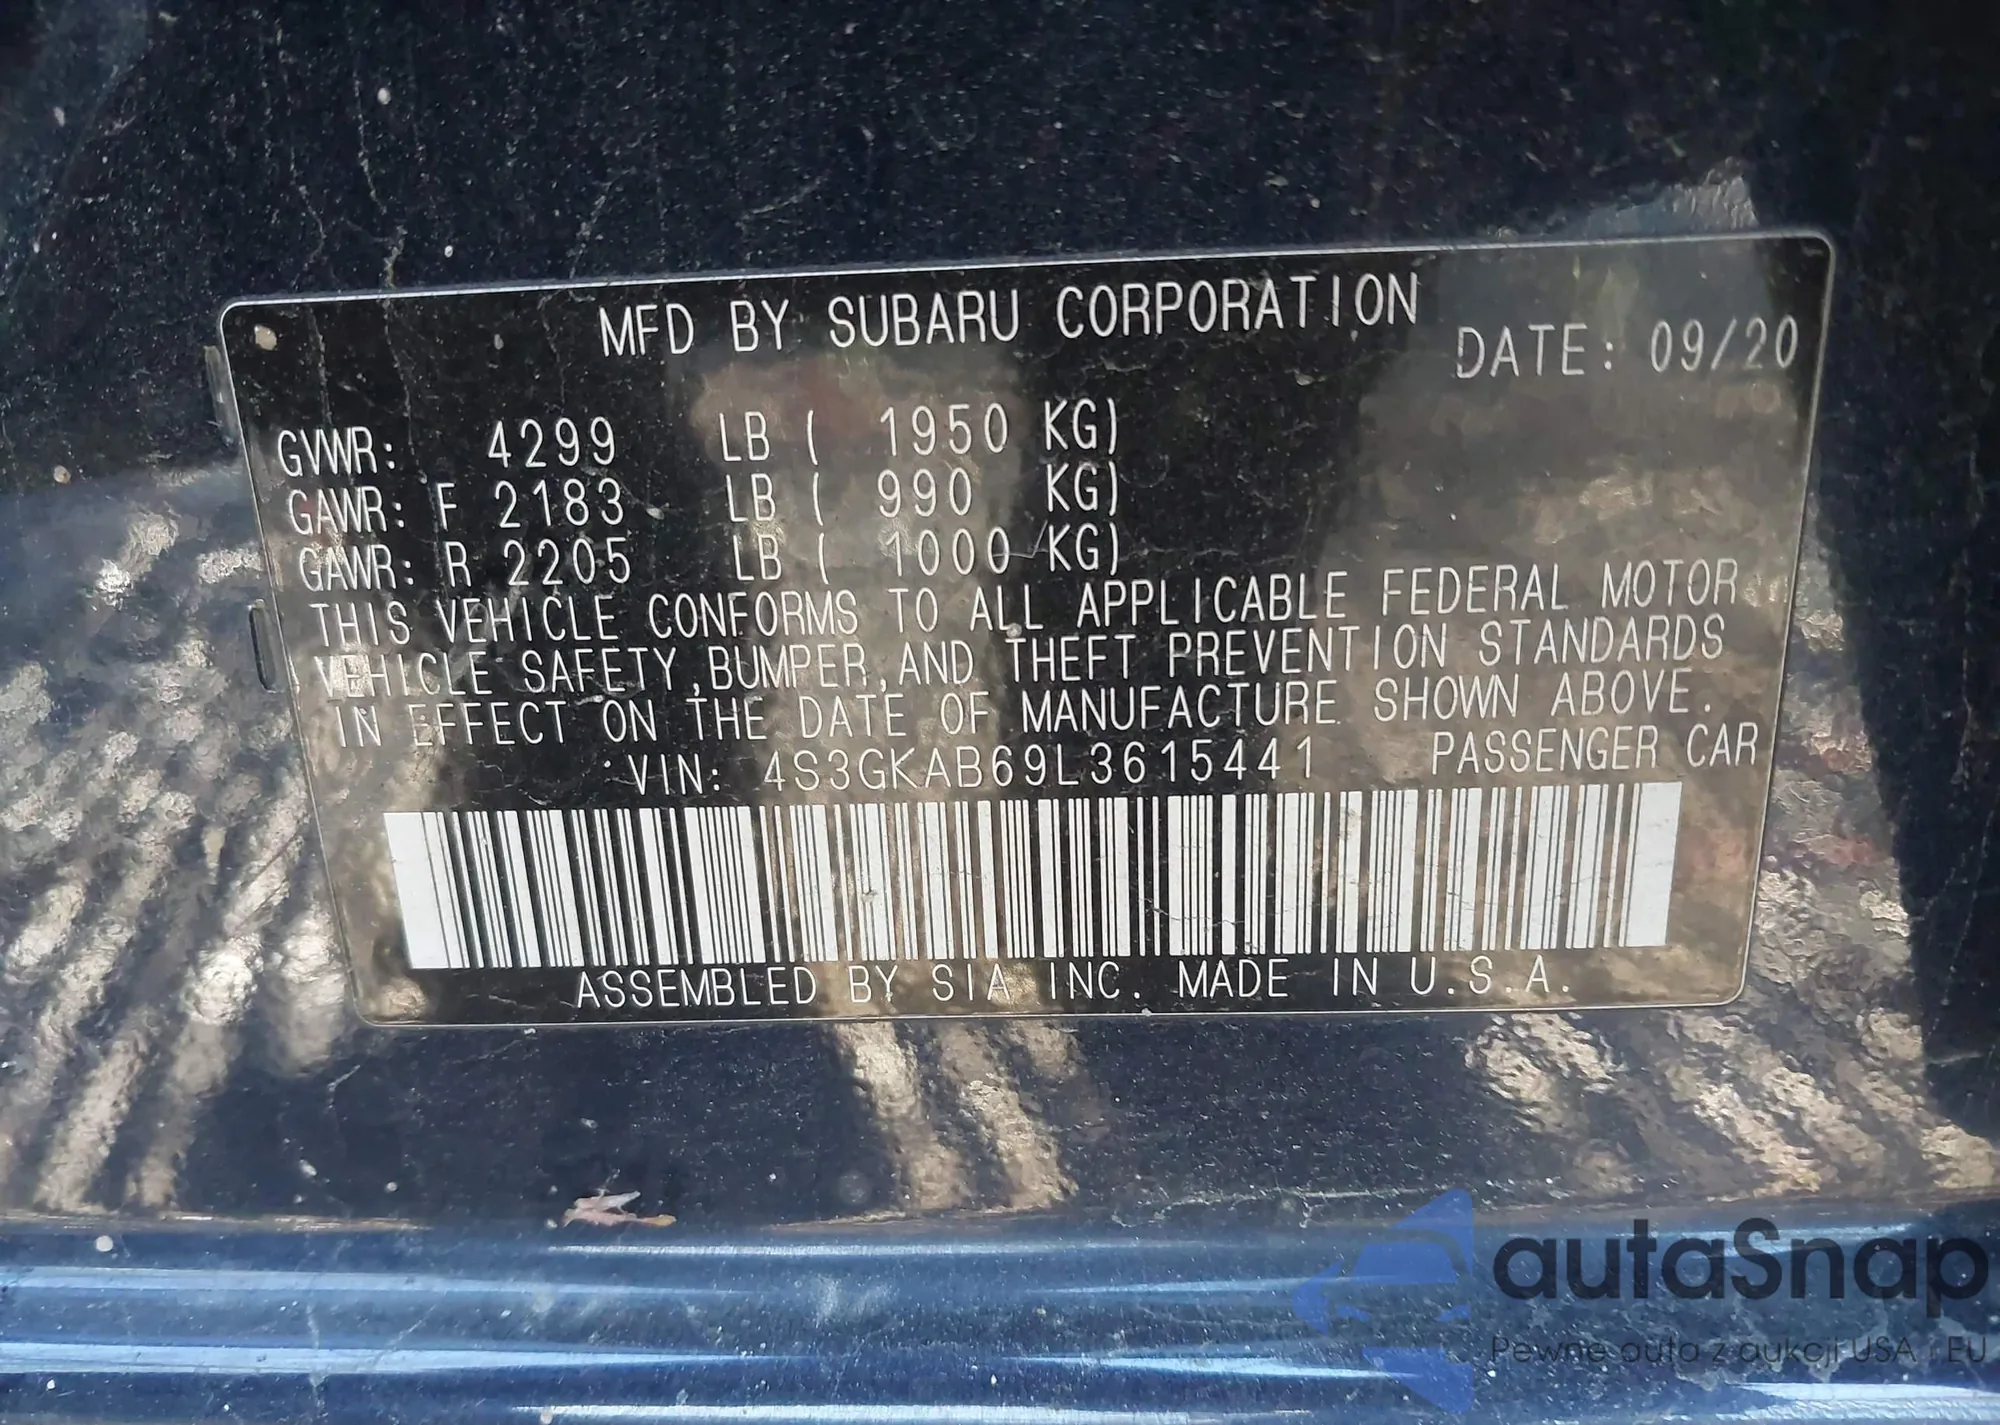 MFD BY SUBARU CORPORATION
DATE: 09/20
GVWR: 4299 LB ( 1950 KG)
GAWR: F 2183 LB ( 990 KG)
GAWR: R 2205 LB ( 1000 KG)
THIS VEHICLE CONFORMS TO ALL APPLICABLE FEDERAL MOTOR
VEHICLE SAFETY,BUMPER,AND THEFT PREVENTION STANDARDS
IN EFFECT ON THE DATE OF MANUFACTURE SHOWN ABOVE.
VIN: 4S3GKAB69L3615441 PASSENGER CAR
ASSEMBLED BY SIA INC. MADE IN U.S.A.
autaSnap
Pewne auta z aukcji USA i EU